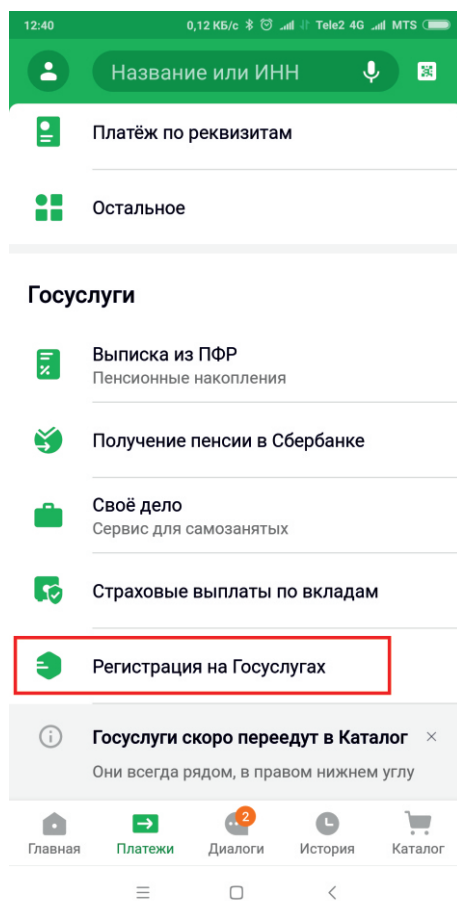 12:40 0,12 КБ/с Tele2 4G MTS
Название или ИНН
Платёж по реквизитам
Остальное
Госуслуги
Выписка из ПФР
Пенсионные накопления
Получение пенсии в Сбербанке
Своё дело
Сервис для самозанятых
Страховые выплаты по вкладам
Регистрация на Госуслугах
Госуслуги скоро переедут в Каталог
Они всегда рядом, в правом нижнем углу
2
Главная Платежи Диалоги История Каталог